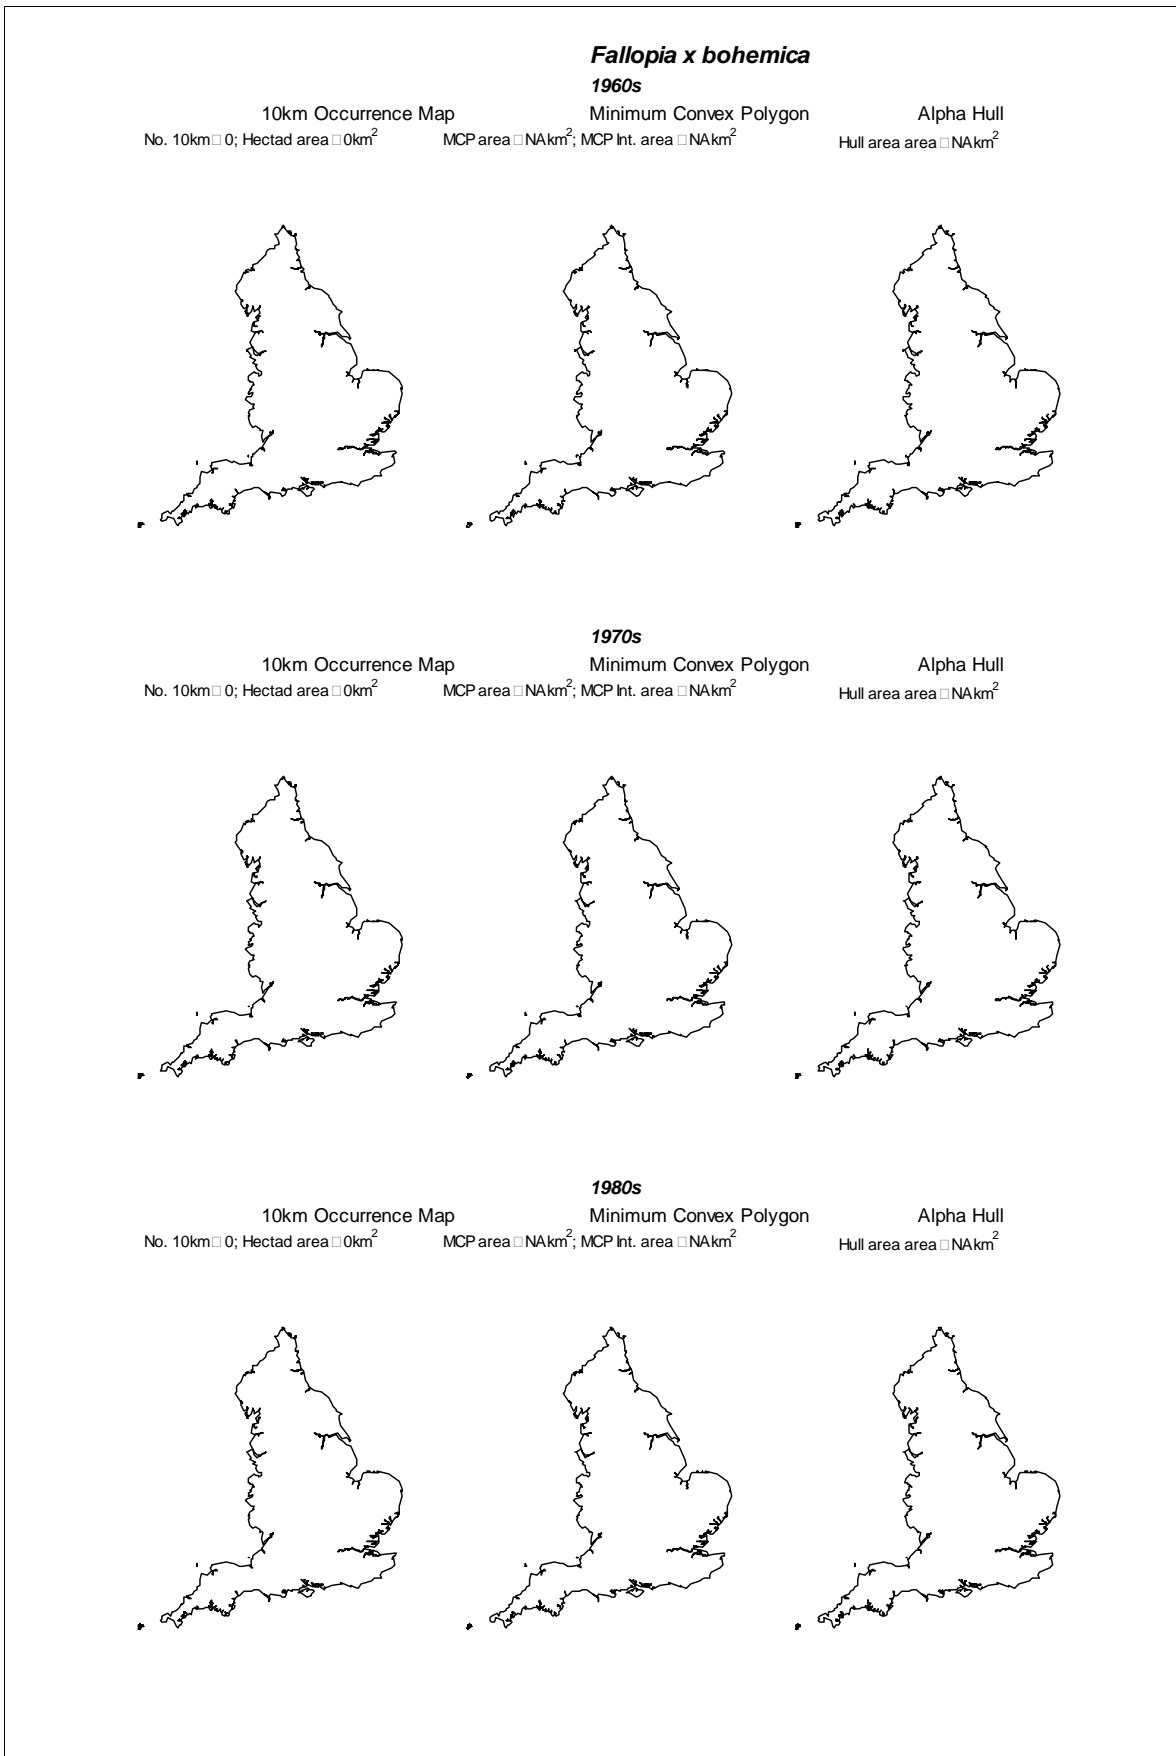 Fallopia x bohemica
1960s
10km Occurrence Map Minimum Convex Polygon Alpha Hull
No. 10km□0; Hectad area□0km² MCP area□NAkm²; MCP Int. area□NAkm² Hull area area□NAkm²
1970s
10km Occurrence Map Minimum Convex Polygon Alpha Hull
No. 10km□0; Hectad area□0km² MCP area□NAkm²; MCP Int. area□NAkm² Hull area area□NAkm²
1980s
10km Occurrence Map Minimum Convex Polygon Alpha Hull
No. 10km□0; Hectad area□0km² MCP area□NAkm²; MCP Int. area□NAkm² Hull area area□NAkm²